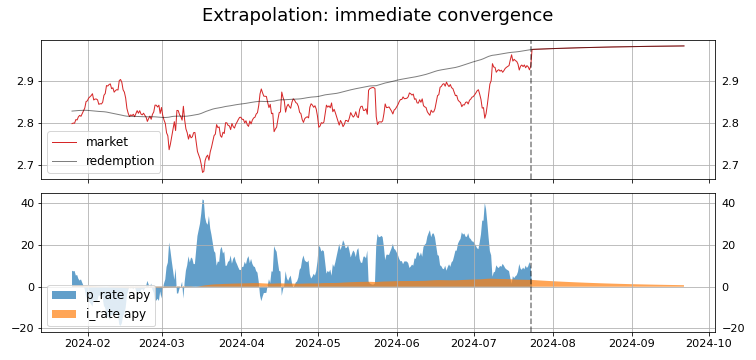 Extrapolation: immediate convergence
2.9 2.9
2.8 2.8
2.7 2.7
market
redemption
40 40
20 20
0 0
−20 −20
p_rate apy
i_rate apy
2024-02 2024-03 2024-04 2024-05 2024-06 2024-07 2024-08 2024-09 2024-10